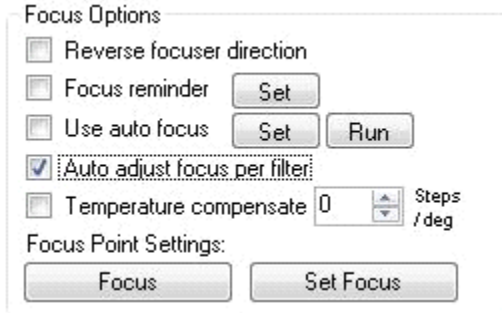 Focus Options
Reverse focuser direction
Focus reminder Set
Use auto focus Set Run
Auto adjust focus per filter
Temperature compensate 0 Steps
/deg
Focus Point Settings:
Focus Set Focus